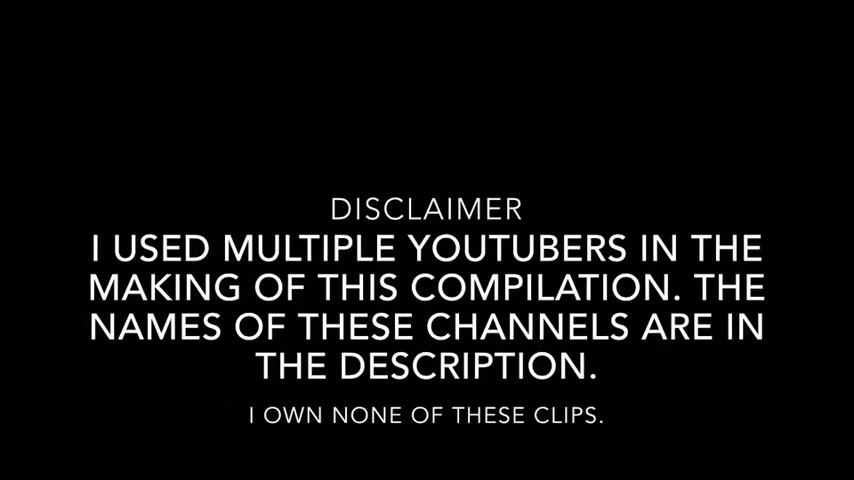 DISCLAIMER
I USED MULTIPLE YOUTUBERS IN THE
MAKING OF THIS COMPILATION. THE
NAMES OF THESE CHANNELS ARE IN
THE DESCRIPTION.
I OWN NONE OF THESE CLIPS.